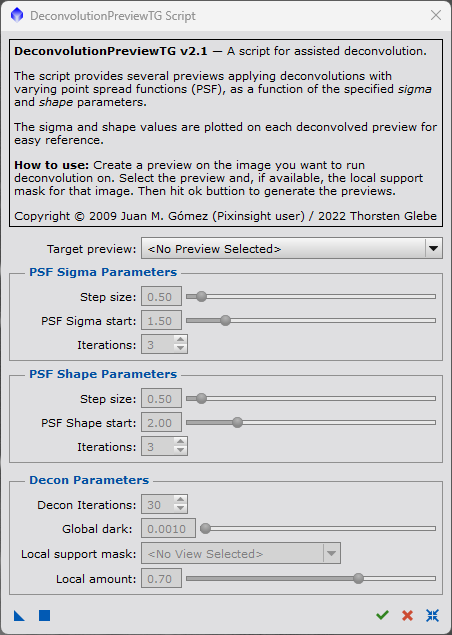 DeconvolutionPreviewTG Script
DeconvolutionPreviewTG v2.1 — A script for assisted deconvolution.
The script provides several previews applying deconvolutions with
varying point spread functions (PSF), as a function of the specified sigma
and shape parameters.
The sigma and shape values are plotted on each deconvolved preview for
easy reference.
How to use: Create a preview on the image you want to run
deconvolution on. Select the preview and, if available, the local support
mask for that image. Then hit ok buttion to generate the previews.
Copyright © 2009 Juan M. Gómez (Pixinsight user) / 2022 Thorsten Glebe
Target preview: <No Preview Selected>
PSF Sigma Parameters
Step size: 0.50
PSF Sigma start: 1.50
Iterations: 3
PSF Shape Parameters
Step size: 0.50
PSF Shape start: 2.00
Iterations: 3
Decon Parameters
Decon Iterations: 30
Global dark: 0.0010
Local support mask: <No View Selected>
Local amount: 0.70